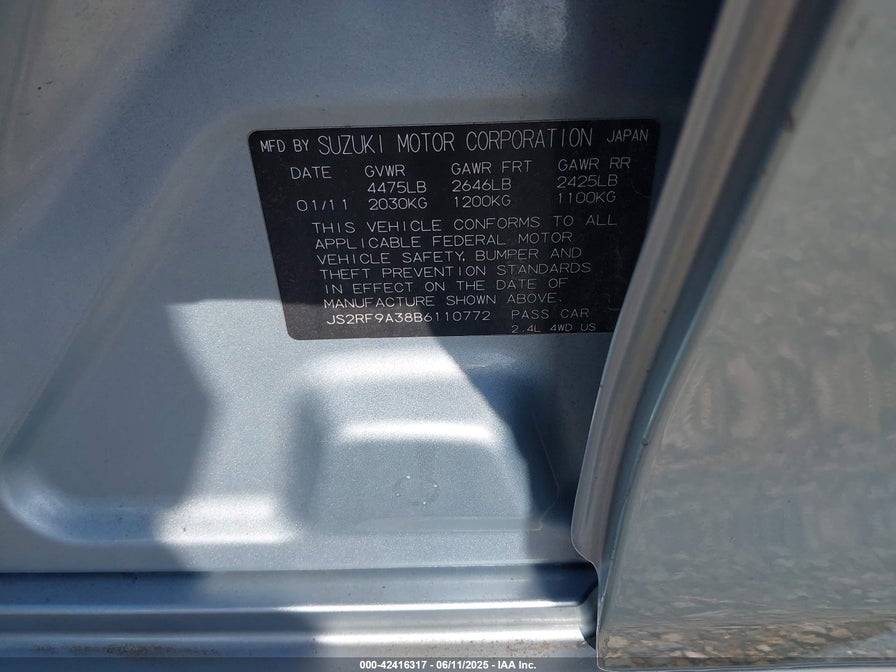 MFD BY SUZUKI MOTOR CORPORATION JAPAN
DATE GVWR GAWR FRT GAWR RR
4475LB 2646LB 2425LB
01/11 2030KG 1200KG 1100KG
THIS VEHICLE CONFORMS TO ALL
APPLICABLE FEDERAL MOTOR
VEHICLE SAFETY, BUMPER AND
THEFT PREVENTION STANDARDS
IN EFFECT ON THE DATE OF
MANUFACTURE SHOWN ABOVE.
JS2RF9A38B6110772 PASS CAR
2.4L 4WD US
000-42416317 - 06/11/2025 - IAA Inc.